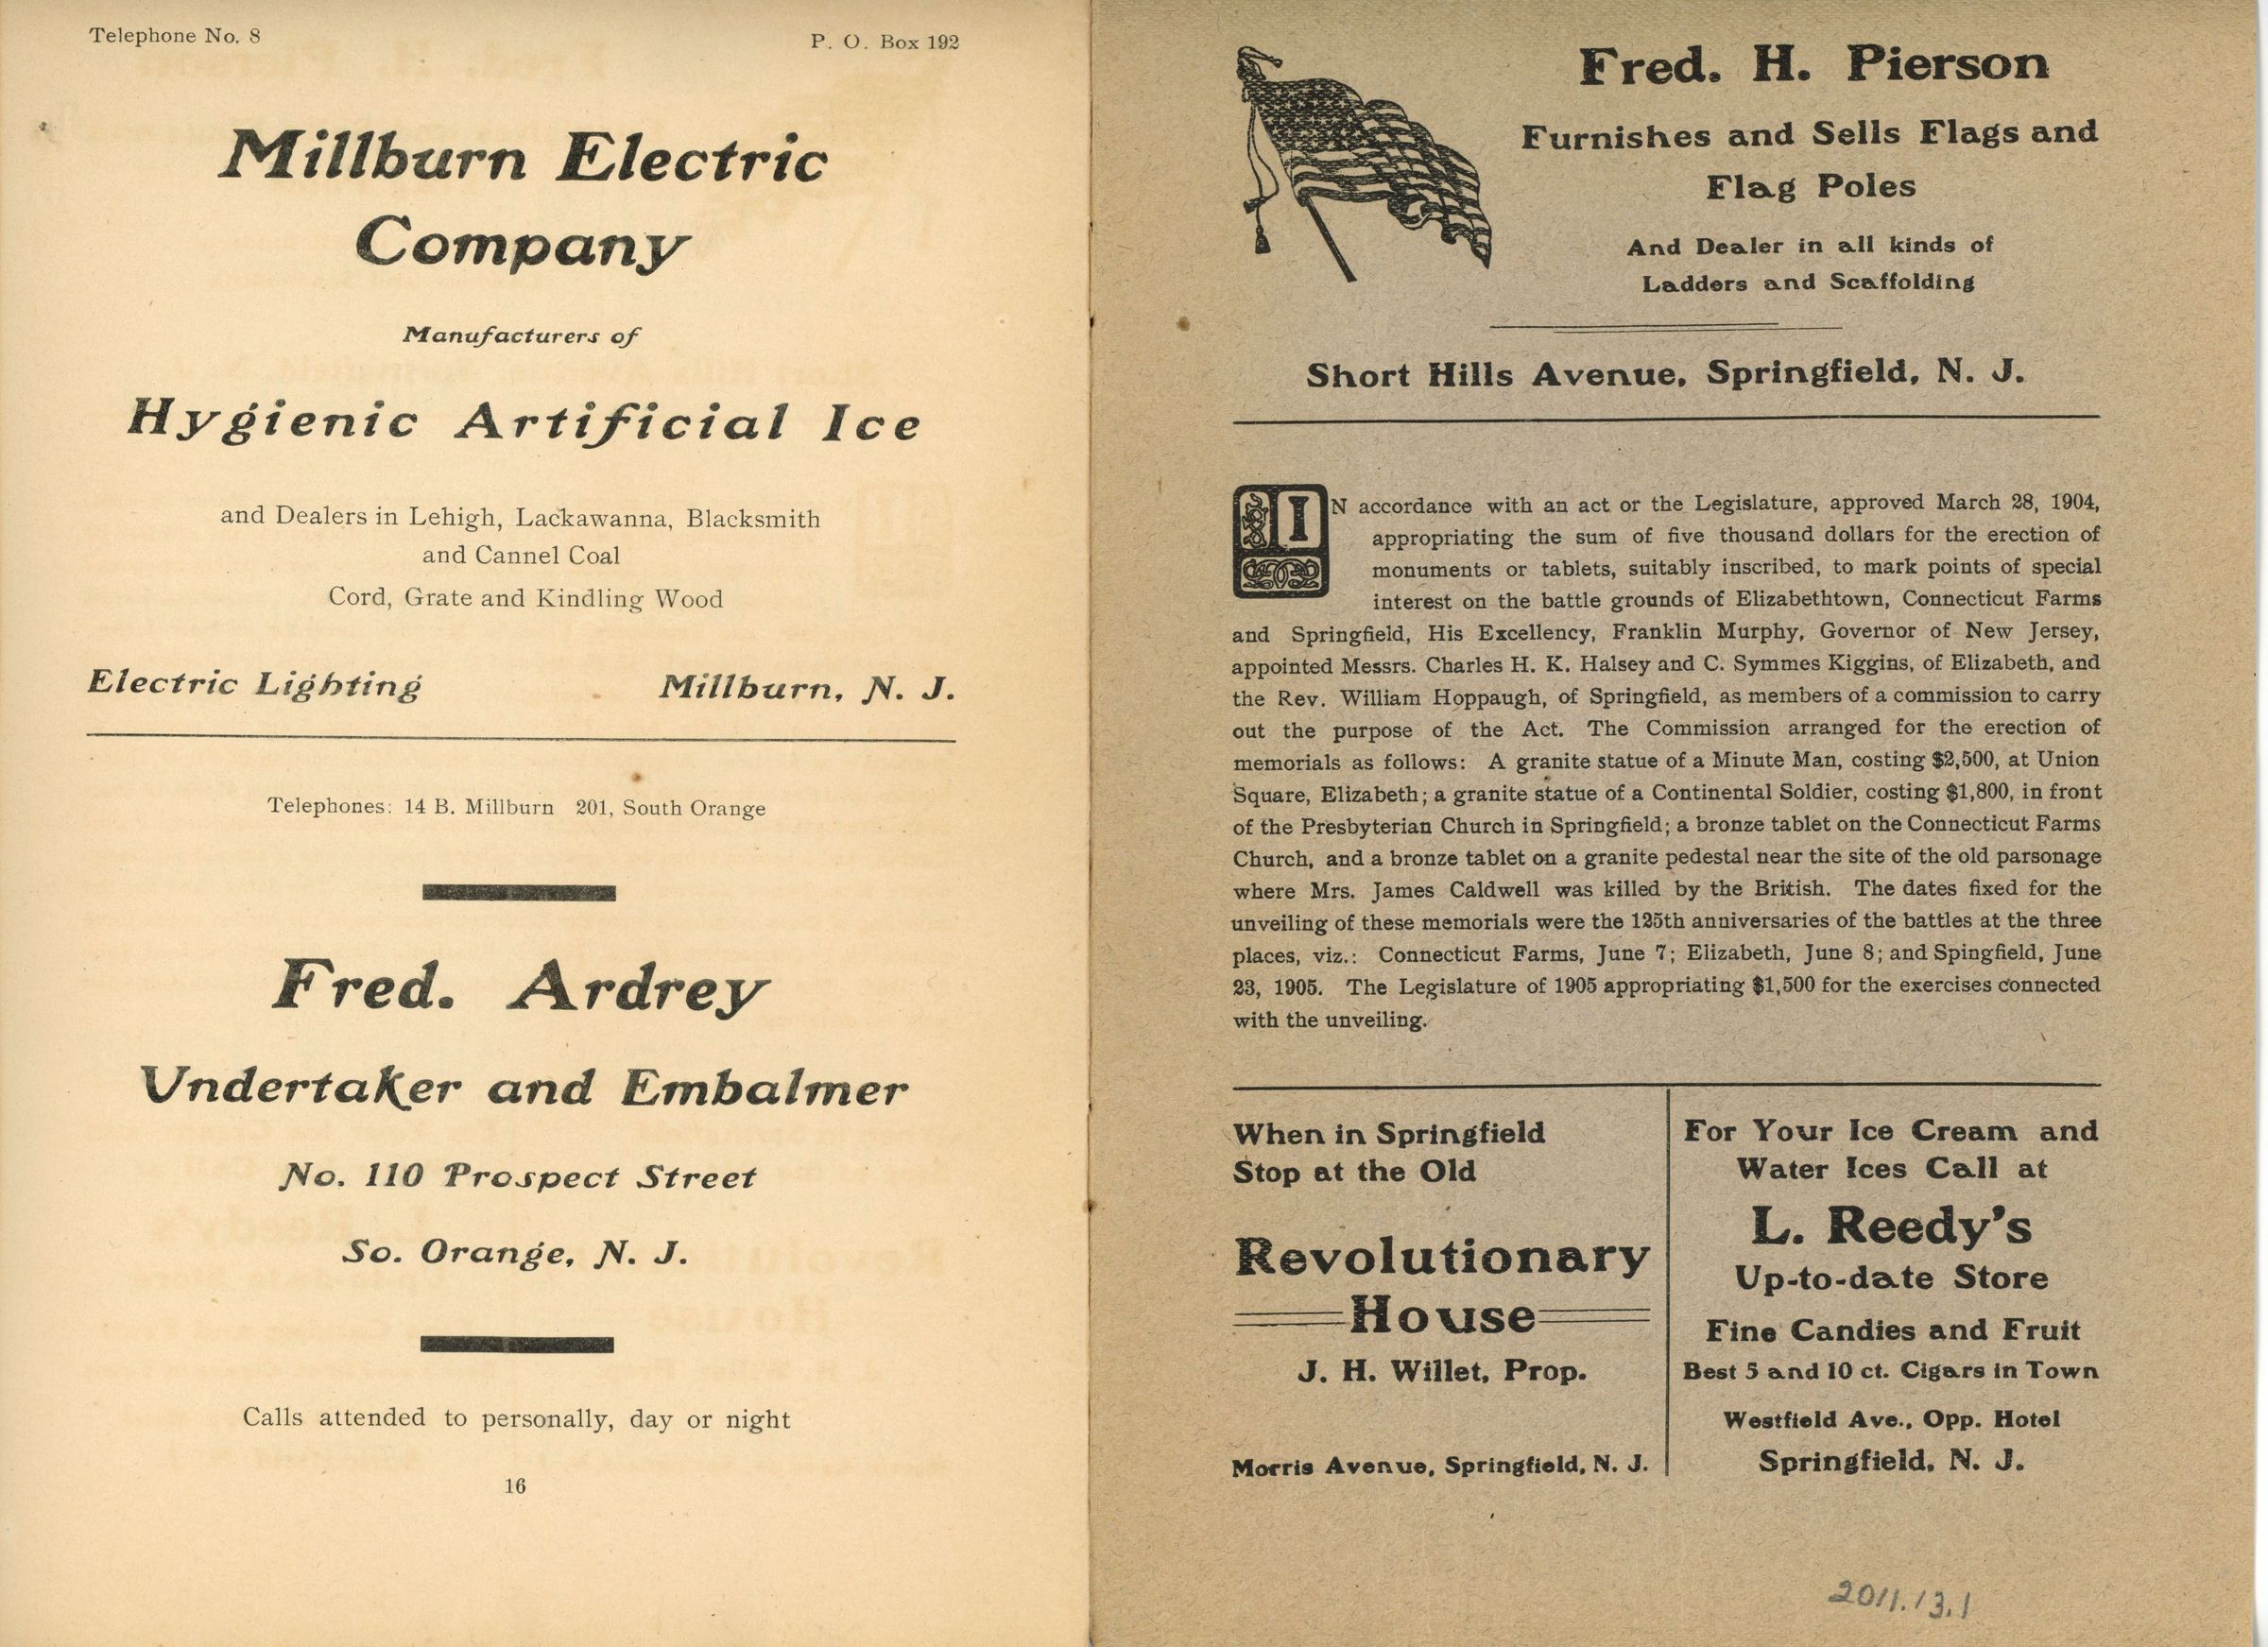 Telephone No. 8
P. O. Box 192
Millburn Electric
Company
Manufacturers of
Hygienic Artificial Ice
and Dealers in Lehigh, Lackawanna, Blacksmith
and Cannel Coal
Cord, Grate and Kindling Wood
Electric Lighting
Millburn, N. J.
Telephones: 14 B. Millburn 201, South Orange
Fred. Ardrey
Undertaker and Embalmer
No. 110 Prospect Street
So. Orange, N. J.
Calls attended to personally, day or night
16
Fred. H. Pierson
Furnishes and Sells Flags and
Flag Poles
And Dealer in all kinds of
Ladders and Scaffolding
Short Hills Avenue, Springfield, N. J.
IN accordance with an act or the Legislature, approved March 28, 1904,
appropriating the sum of five thousand dollars for the erection of
monuments or tablets, suitably inscribed, to mark points of special
interest on the battle grounds of Elizabethtown, Connecticut Farms
and Springfield, His Excellency, Franklin Murphy, Governor of New Jersey,
appointed Messrs. Charles H. K. Halsey and C. Symmes Kiggins, of Elizabeth, and
the Rev. William Hoppaugh, of Springfield, as members of a commission to carry
out the purpose of the Act. The Commission arranged for the erection of
memorials as follows: A granite statue of a Minute Man, costing $2,500, at Union
Square, Elizabeth; a granite statue of a Continental Soldier, costing $1,800, in front
of the Presbyterian Church in Springfield; a bronze tablet on the Connecticut Farms
Church, and a bronze tablet on a granite pedestal near the site of the old parsonage
where Mrs. James Caldwell was killed by the British. The dates fixed for the
unveiling of these memorials were the 125th anniversaries of the battles at the three
places, viz.: Connecticut Farms, June 7; Elizabeth, June 8; and Spingfield, June
23, 1905. The Legislature of 1905 appropriating $1,500 for the exercises connected
with the unveiling.
When in Springfield
Stop at the Old
Revolutionary
House
J. H. Willet, Prop.
Morris Avenue, Springfield, N. J.
For Your Ice Cream and
Water Ices Call at
L. Reedy's
Up-to-date Store
Fine Candies and Fruit
Best 5 and 10 ct. Cigars in Town
Westfield Ave., Opp. Hotel
Springfield, N. J.
2011.13.1